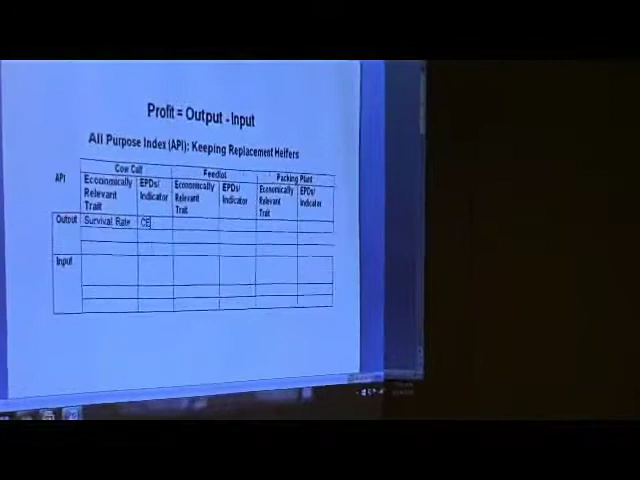 Profit = Output - Input
All Purpose Index (API): Keeping Replacement Heifers
API
Cow Calf
Feedlot
Packing Plant
Economically Relevant Trait
EPDs/ Indicator
Economically Relevant Trait
EPDs/ Indicator
Economically Relevant Trait
EPDs/ Indicator
Output
Survival Rate
CE
Input